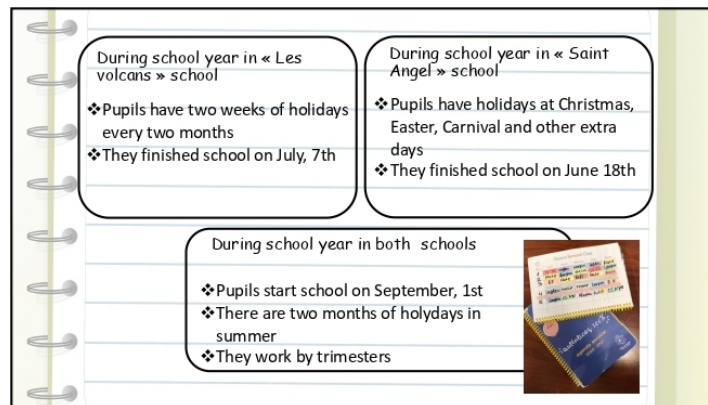 During school year in « Les
volcans » school
❖Pupils have two weeks of holidays
every two months
❖They finished school on July, 7th
During school year in « Saint
Angel » school
❖Pupils have holidays at Christmas,
Easter, Carnival and other extra
days
❖They finished school on June 18th
During school year in both schools
❖Pupils start school on September, 1st
❖There are two months of holydays in
summer
❖They work by trimesters